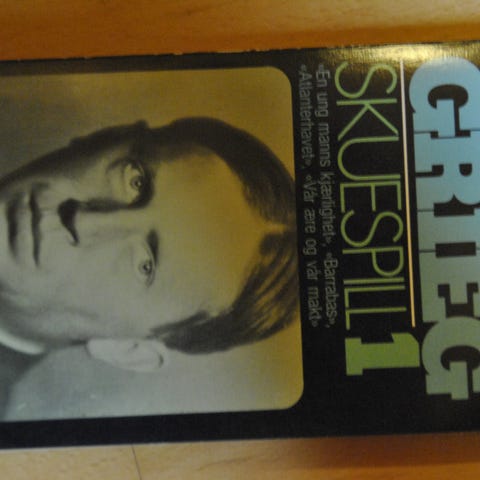 GRIEG
SKUESPILL 1
«En ung manns kjærlighet», «Barrabas»,
«Atlanterhavet», «Vår ære og vår makt»